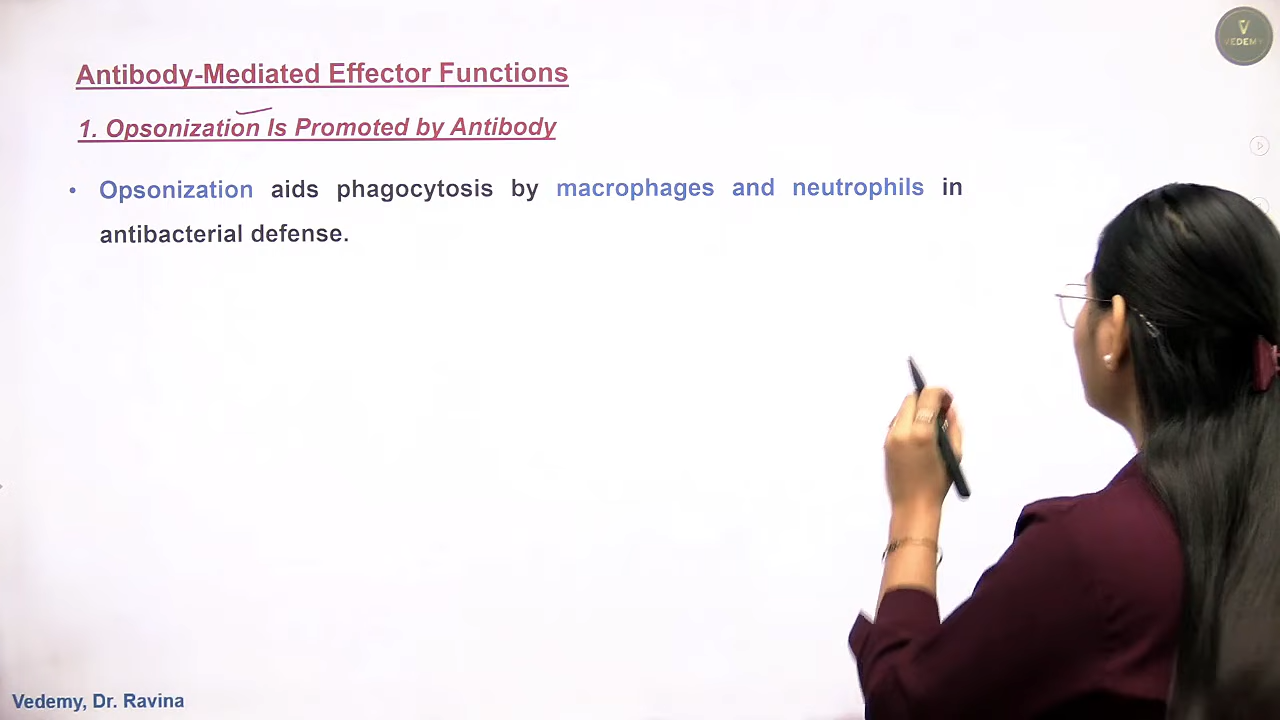 VEDEMY
Antibody-Mediated Effector Functions
1. Opsonization Is Promoted by Antibody
• Opsonization aids phagocytosis by macrophages and neutrophils in
antibacterial defense.
Vedemy, Dr. Ravina